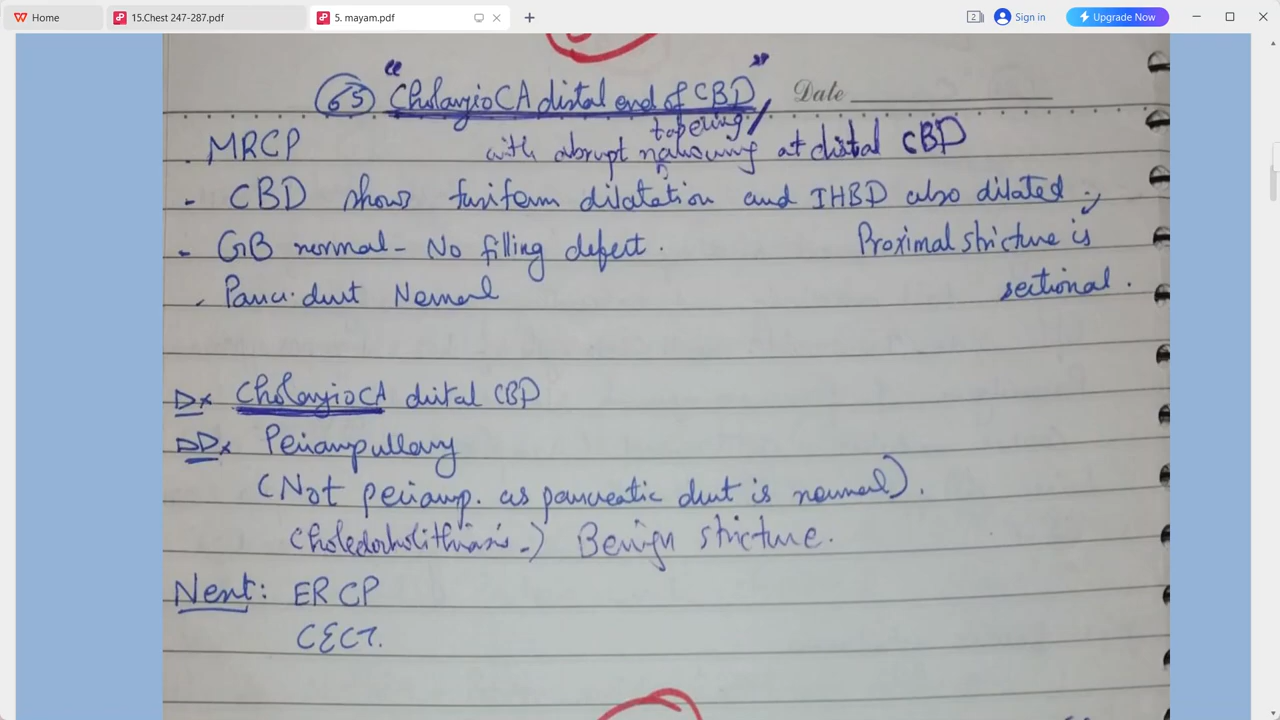 Home
15.Chest 247-287.pdf
5. mayam.pdf
2
Sign in
Upgrade Now
65 "CholangioCA distal end of CBD"
Date
tapering
MRCP with abrupt narrowing at distal CBD
- CBD shows fusiform dilatation and IHBD also dilated.
- GB normal - No filling defect. Proximal stricture is
- Panc. duct Normal sectional.
Dx CholangioCA distal CBD
DDx Periampullary
(Not periamp. as pancreatic duct is normal).
Choledocholithiasis Benign stricture.
Next: ERCP
CECT.